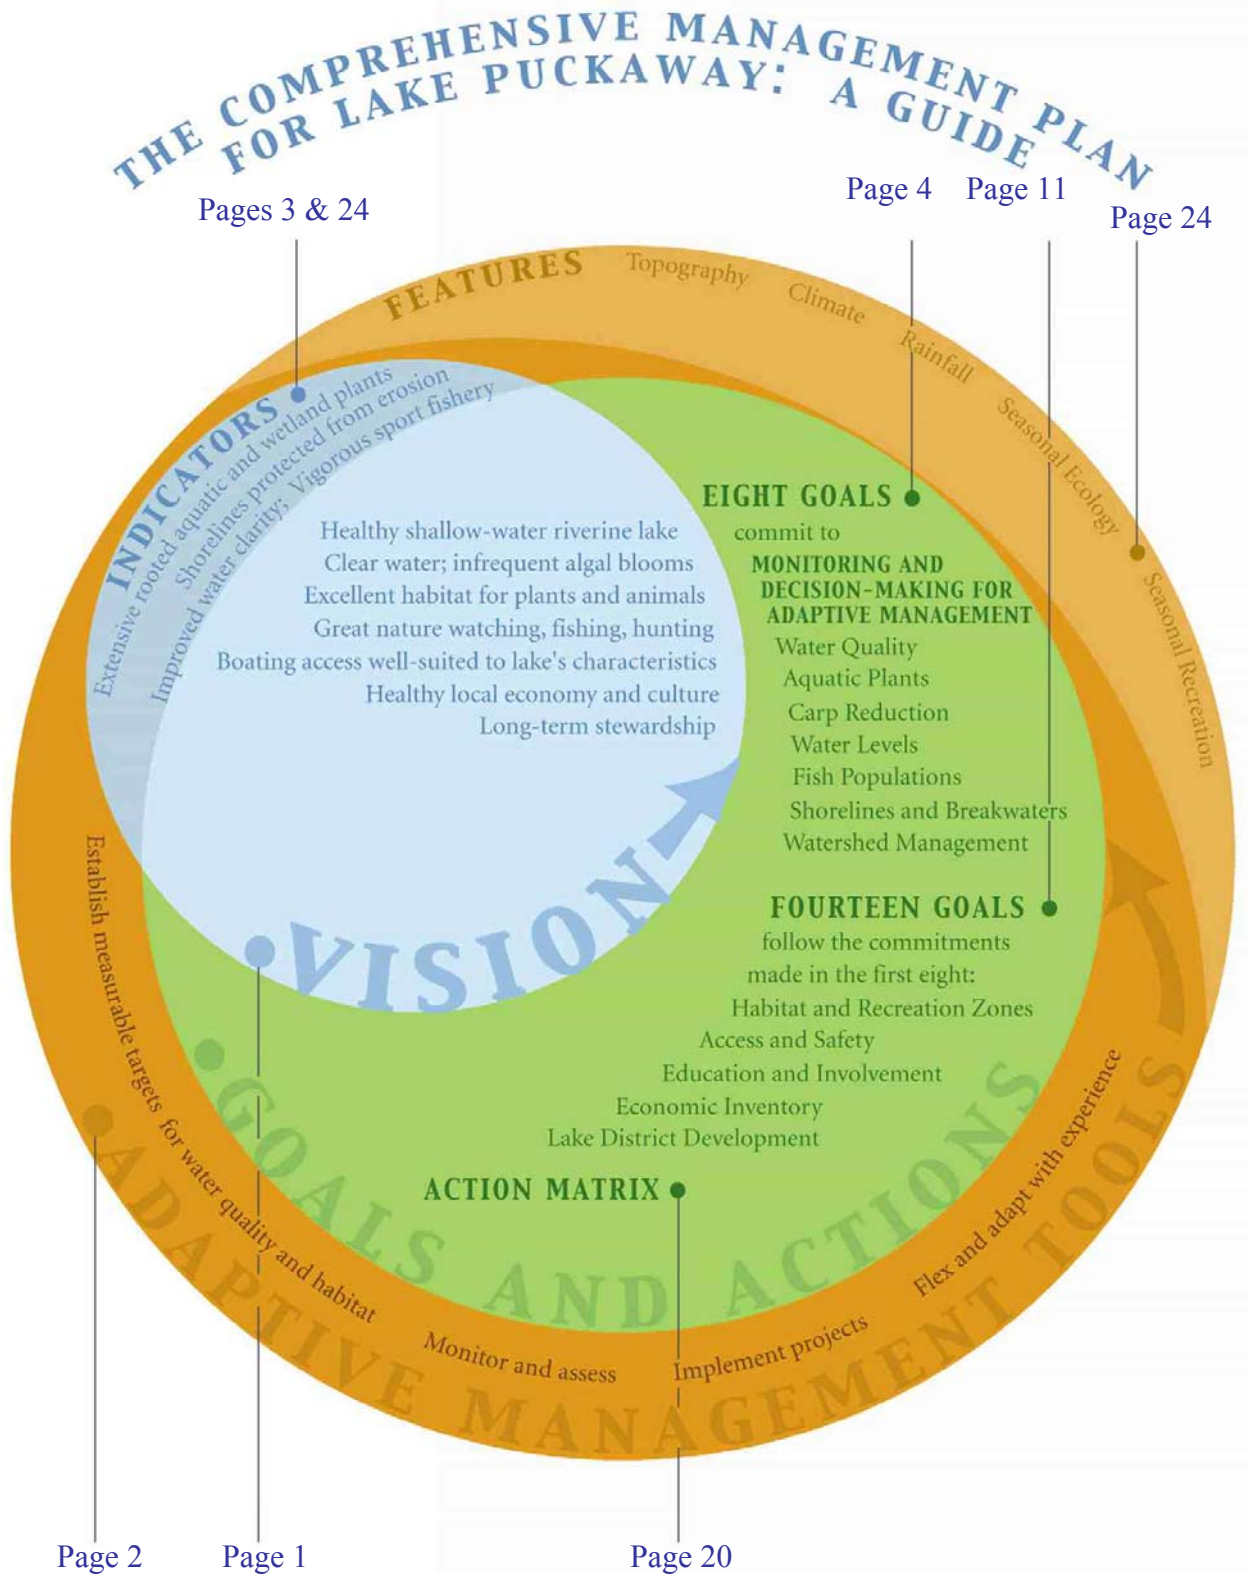 THE COMPREHENSIVE MANAGEMENT PLAN
FOR LAKE PUCKAWAY: A GUIDE
Pages 3 & 24
Page 4
Page 11
Page 24
FEATURES
Topography
Climate
Rainfall
Seasonal Ecology
Seasonal Recreation
INDICATORS
Extensive rooted aquatic and wetland plants
Shorelines protected from erosion
Improved water clarity; Vigorous sport fishery
Healthy shallow-water riverine lake
Clear water; infrequent algal blooms
Excellent habitat for plants and animals
Great nature watching, fishing, hunting
Boating access well-suited to lake's characteristics
Healthy local economy and culture
Long-term stewardship
VISION
EIGHT GOALS
commit to
MONITORING AND
DECISION-MAKING FOR
ADAPTIVE MANAGEMENT
Water Quality
Aquatic Plants
Carp Reduction
Water Levels
Fish Populations
Shorelines and Breakwaters
Watershed Management
FOURTEEN GOALS
follow the commitments
made in the first eight:
Habitat and Recreation Zones
Access and Safety
Education and Involvement
Economic Inventory
Lake District Development
ACTION MATRIX
GOALS AND ACTIONS
Establish measurable targets for water quality and habitat
Monitor and assess
Implement projects
Flex and adapt with experience
ADAPTIVE MANAGEMENT TOOLS
Page 2
Page 1
Page 20